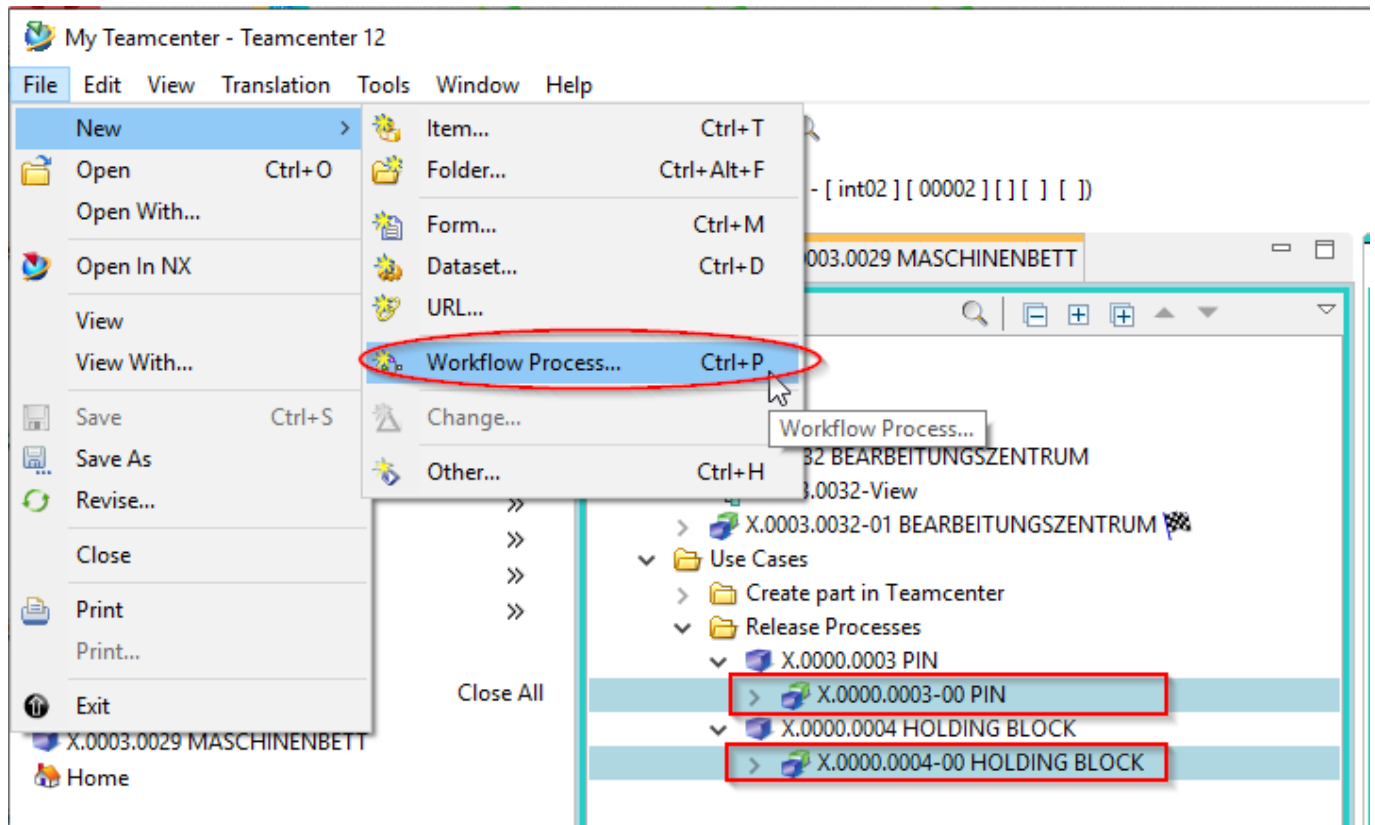 My Teamcenter - Teamcenter 12
File Edit View Translation Tools Window Help
New
Open Ctrl+O
Open With...
Open In NX
View
View With...
Save Ctrl+S
Save As
Revise...
Close
Print
Print...
Exit
Item... Ctrl+T
Folder... Ctrl+Alt+F
Form... Ctrl+M
Dataset... Ctrl+D
URL...
Workflow Process... Ctrl+P
Change...
Other... Ctrl+H
Workflow Process...
- [ int02 ] [ 00002 ] [ ] [ ] [ ])
003.0029 MASCHINENBETT
32 BEARBEITUNGSZENTRUM
3.0032-View
X.0003.0032-01 BEARBEITUNGSZENTRUM
Use Cases
Create part in Teamcenter
Release Processes
X.0000.0003 PIN
X.0000.0003-00 PIN
X.0000.0004 HOLDING BLOCK
X.0000.0004-00 HOLDING BLOCK
Close All
X.0003.0029 MASCHINENBETT
Home